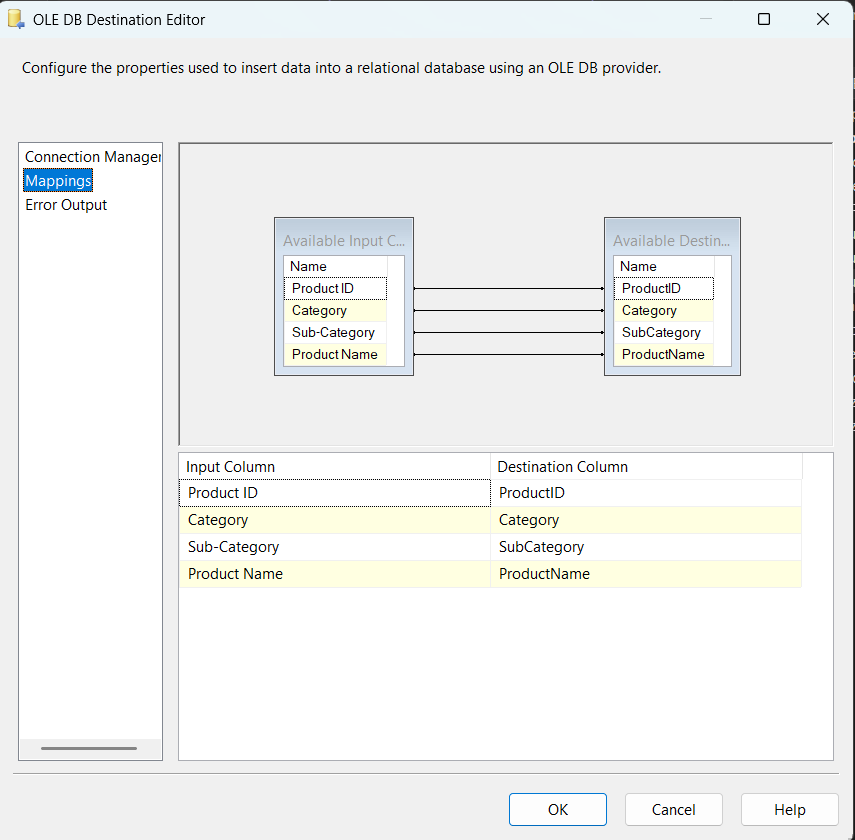 OLE DB Destination Editor
Configure the properties used to insert data into a relational database using an OLE DB provider.
Connection Manager
Mappings
Error Output
Available Input C...
Name
Product ID
Category
Sub-Category
Product Name
Available Destin...
Name
ProductID
Category
SubCategory
ProductName
Input Column Destination Column
Product ID ProductID
Category Category
Sub-Category SubCategory
Product Name ProductName
OK Cancel Help